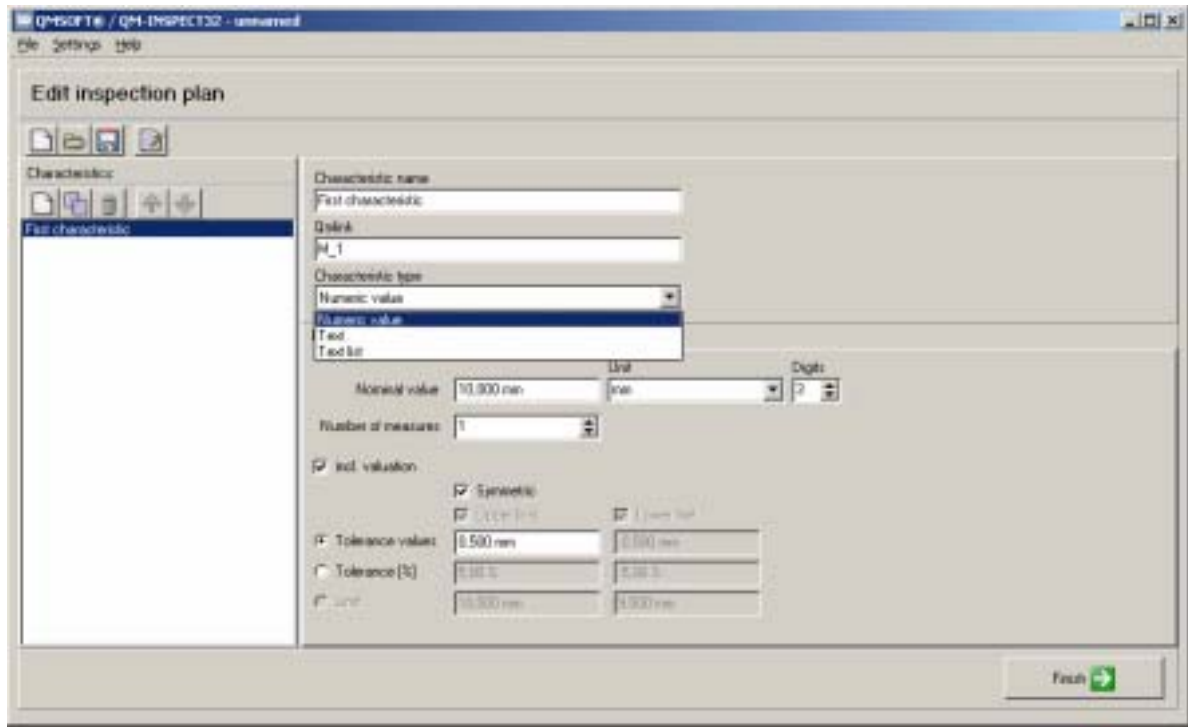 QMSOFT® / QM-INSPECT32 - unnamed
File Settings Help
Edit inspection plan
Characteristics
First characteristic
Characteristic name
First characteristic
Qslink
M_1
Characteristic type
Numeric value
Numeric value
Text
Text list
Unit
Digits
Nominal value 10,000 mm mm 3
Number of measures 1
incl. valuation
Symmetric
Upper limit Lower limit
Tolerance values 0.500 mm
Tolerance [%]
Limit
Finish